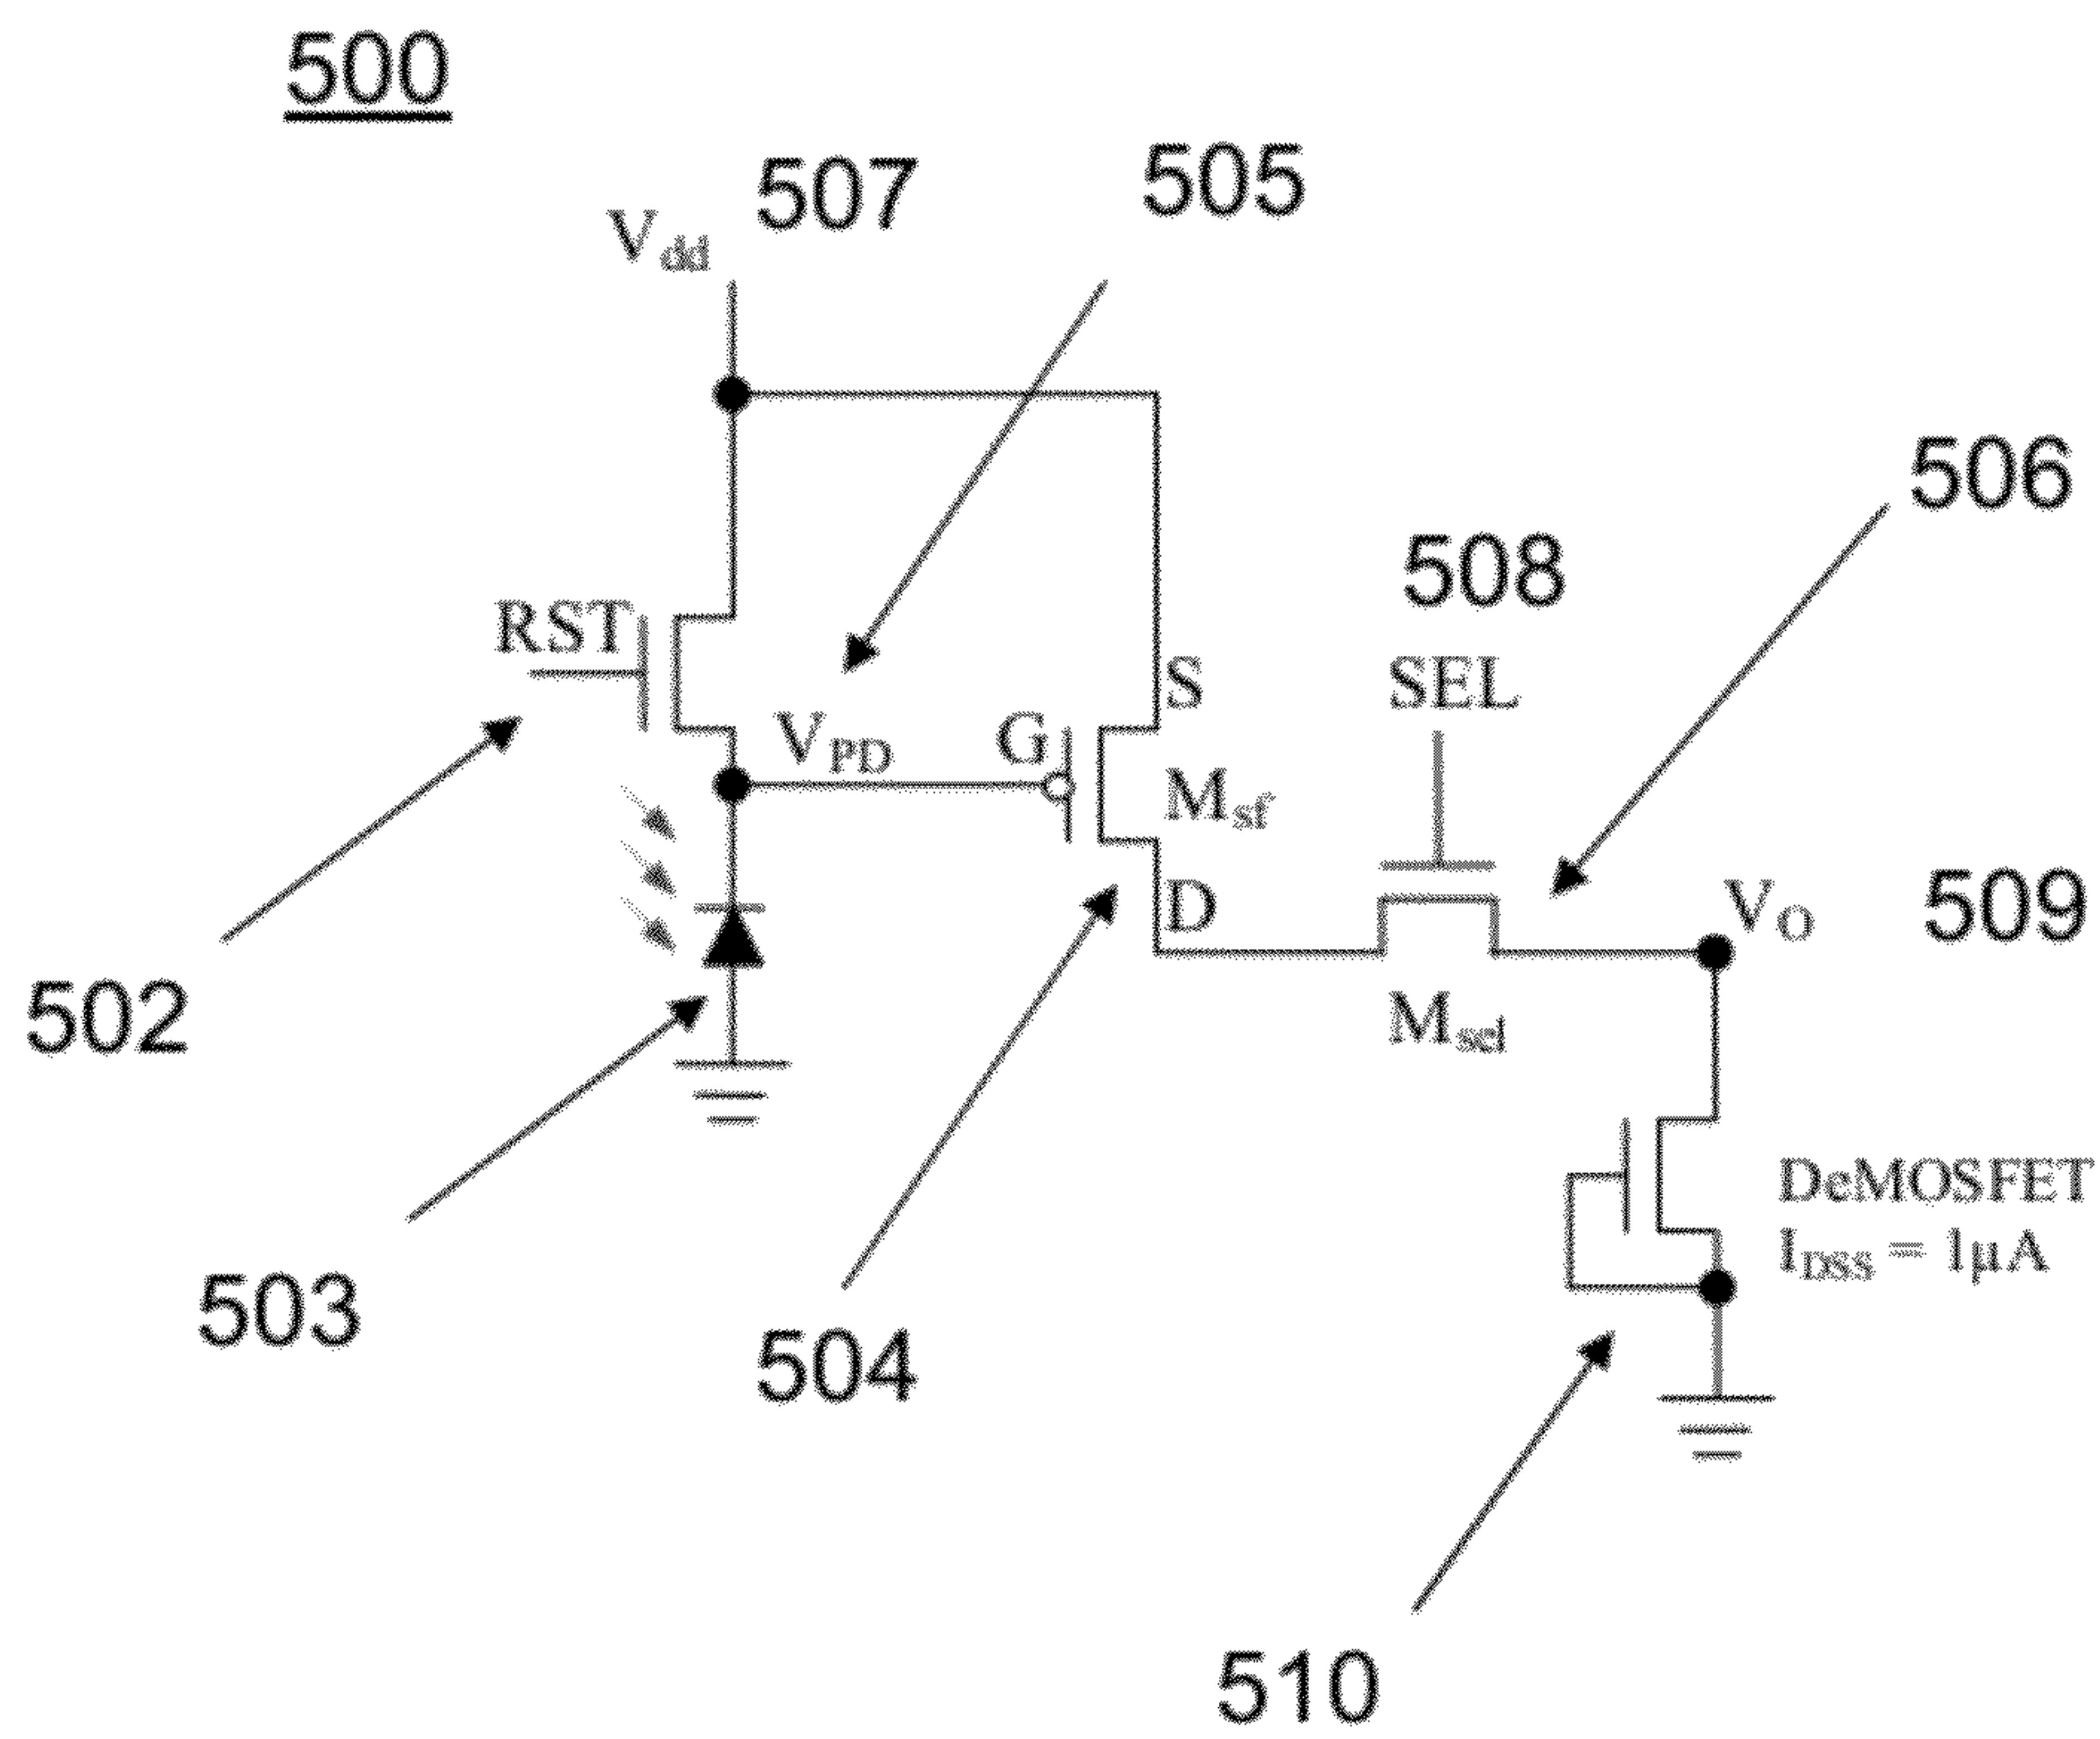 500
507
505
Vdd
506
508
RST
S
SEL
VPD
G
Msf
D
VO
509
502
Msel
503
DeMOSFET
IDSS = 1μA
504
510